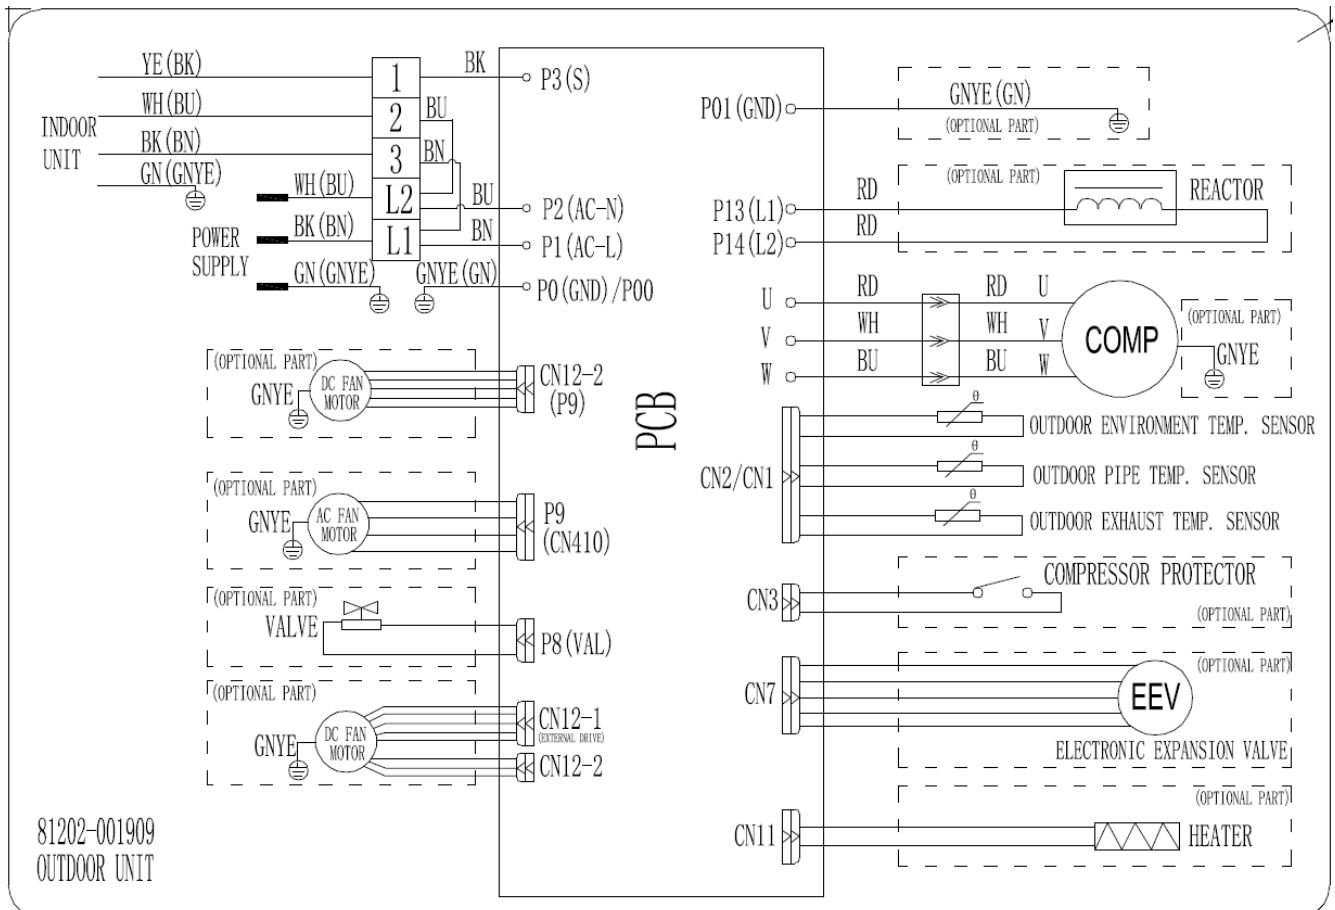 YE(BK)
1
BK
P3(S)
WH(BU)
2
BU
INDOOR
UNIT
BK(BN)
3
BN
GN(GNYE)
WH(BU)
L2
BU
P2(AC-N)
POWER
SUPPLY
BK(BN)
L1
BN
P1(AC-L)
GN(GNYE)
GNYE(GN)
P0(GND)/P00
(OPTIONAL PART)
GNYE
DC FAN
MOTOR
CN12-2
(P9)
(OPTIONAL PART)
GNYE
AC FAN
MOTOR
P9
(CN410)
(OPTIONAL PART)
VALVE
P8(VAL)
(OPTIONAL PART)
GNYE
DC FAN
MOTOR
CN12-1
(EXTERNAL DRIVE)
CN12-2
81202-001909
OUTDOOR UNIT
PCB
P01(GND)
GNYE(GN)
(OPTIONAL PART)
(OPTIONAL PART)
REACTOR
P13(L1)
RD
P14(L2)
RD
U
RD
RD
U
V
WH
WH
V
W
BU
BU
W
COMP
(OPTIONAL PART)
GNYE
CN2/CN1
θ
OUTDOOR ENVIRONMENT TEMP. SENSOR
θ
OUTDOOR PIPE TEMP. SENSOR
θ
OUTDOOR EXHAUST TEMP. SENSOR
CN3
COMPRESSOR PROTECTOR
(OPTIONAL PART)
CN7
(OPTIONAL PART)
EEV
ELECTRONIC EXPANSION VALVE
CN11
(OPTIONAL PART)
HEATER